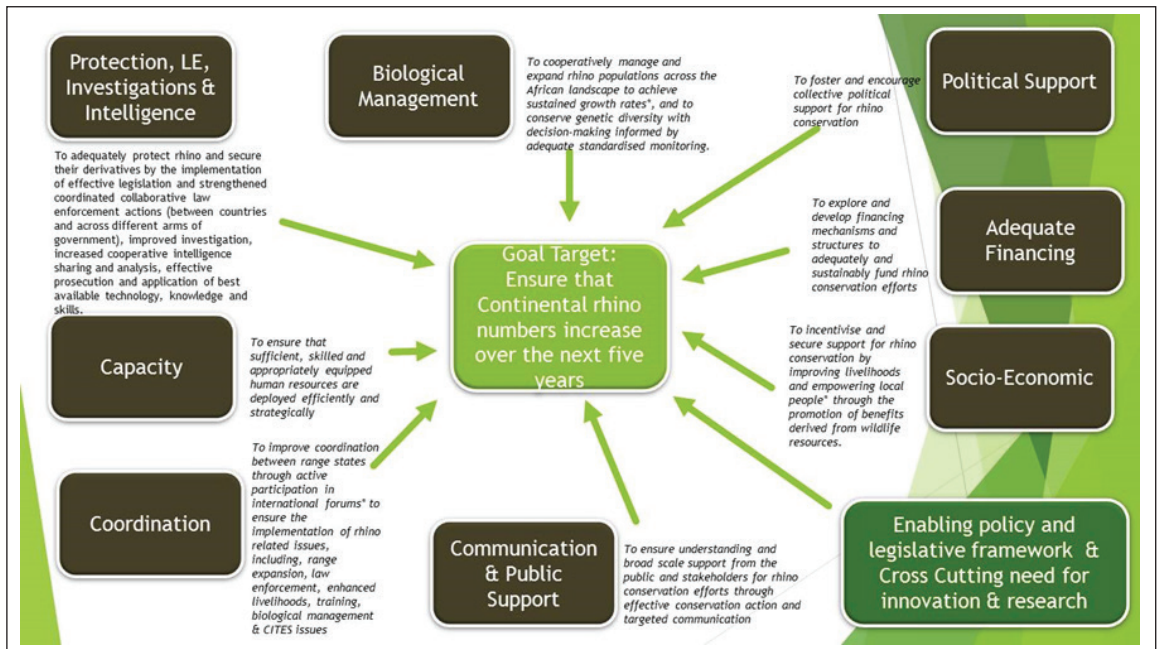 Protection, LE,
Investigations &
Intelligence
To adequately protect rhino and secure
their derivatives by the implementation
of effective legislation and strengthened
coordinated collaborative law
enforcement actions (between countries
and across different arms of
government), improved investigation,
increased cooperative intelligence
sharing and analysis, effective
prosecution and application of best
available technology, knowledge and
skills.
Biological
Management
To cooperatively manage and
expand rhino populations across the
African landscape to achieve
sustained growth rates*, and to
conserve genetic diversity with
decision-making informed by
adequate standardised monitoring.
Political Support
To foster and encourage
collective political
support for rhino
conservation
Adequate
Financing
To explore and
develop financing
mechanisms and
structures to
adequately and
sustainably fund rhino
conservation efforts
Goal Target:
Ensure that
Continental rhino
numbers increase
over the next five
years
Capacity
To ensure that
sufficient, skilled and
appropriately equipped
human resources are
deployed efficiently and
strategically
Socio-Economic
To incentivise and
secure support for rhino
conservation by
improving livelihoods
and empowering local
people* through the
promotion of benefits
derived from wildlife
resources.
Coordination
To improve coordination
between range states
through active
participation in
international forums* to
ensure the
implementation of rhino
related issues,
including, range
expansion, law
enforcement, enhanced
livelihoods, training,
biological management
& CITES issues
Communication
& Public
Support
To ensure understanding and
broad scale support from the
public and stakeholders for rhino
conservation efforts through
effective conservation action and
targeted communication
Enabling policy and
legislative framework &
Cross Cutting need for
innovation & research